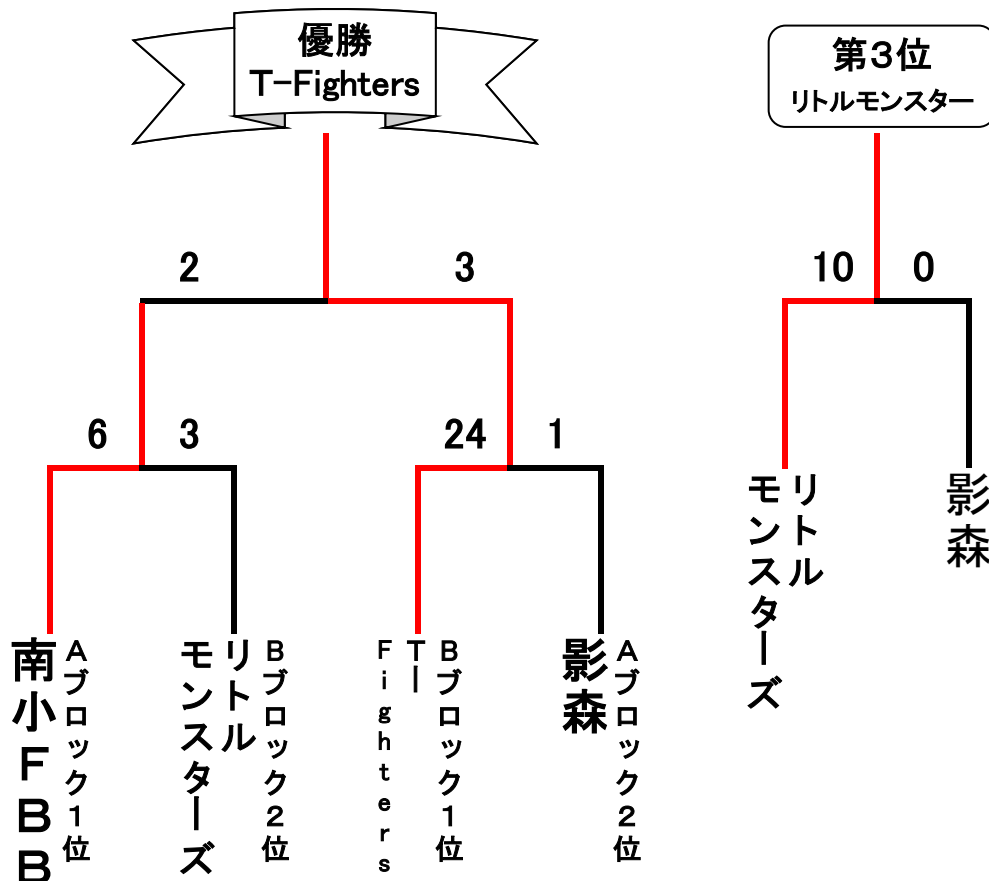 優勝
T-Fighters
第3位
リトルモンスター
2
3
10
0
6
3
24
1
リトル
モンスターズ
影森
Aブロック1位
南小FBB
Bブロック2位
リトル
モンスターズ
Bブロック1位
Tー
Fighters
Aブロック2位
影森